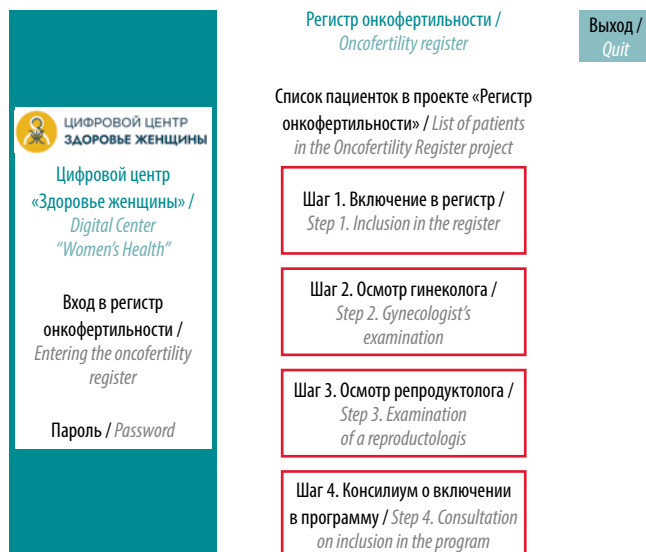 ЦИФРОВОЙ ЦЕНТР
ЗДОРОВЬЕ ЖЕНЩИНЫ
Цифровой центр
«Здоровье женщины» /
Digital Center
“Women’s Health”
Вход в регистр
онкофертильности /
Entering the oncofertility
register
Пароль / Password
Регистр онкофертильности /
Oncofertility register
Список пациенток в проекте «Регистр
онкофертильности» / List of patients
in the Oncofertility Register project
Шаг 1. Включение в регистр /
Step 1. Inclusion in the register
Шаг 2. Осмотр гинеколога /
Step 2. Gynecologist’s
examination
Шаг 3. Осмотр репродуктолога /
Step 3. Examination
of a reproductologis
Шаг 4. Консилиум о включении
в программу / Step 4. Consultation
on inclusion in the program
Выход /
Quit